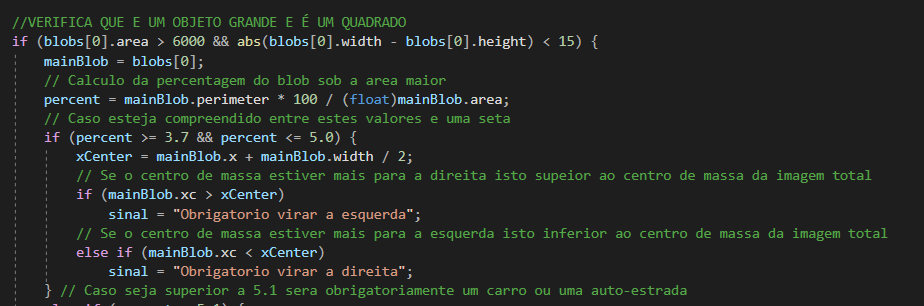 //VERIFICA QUE E UM OBJETO GRANDE E É UM QUADRADO
if (blobs[0].area > 6000 && abs(blobs[0].width - blobs[0].height) < 15) {
mainBlob = blobs[0];
// Calculo da percentagem do blob sob a area maior
percent = mainBlob.perimeter * 100 / (float)mainBlob.area;
// Caso esteja compreendido entre estes valores e uma seta
if (percent >= 3.7 && percent <= 5.0) {
xCenter = mainBlob.x + mainBlob.width / 2;
// Se o centro de massa estiver mais para a direita isto supeior ao centro de massa da imagem total
if (mainBlob.xc > xCenter)
sinal = "Obrigatorio virar a esquerda";
// Se o centro de massa estiver mais para a esquerda isto inferior ao centro de massa da imagem total
else if (mainBlob.xc < xCenter)
sinal = "Obrigatorio virar a direita";
} // Caso seja superior a 5.1 sera obrigatoriamente um carro ou uma auto-estrada